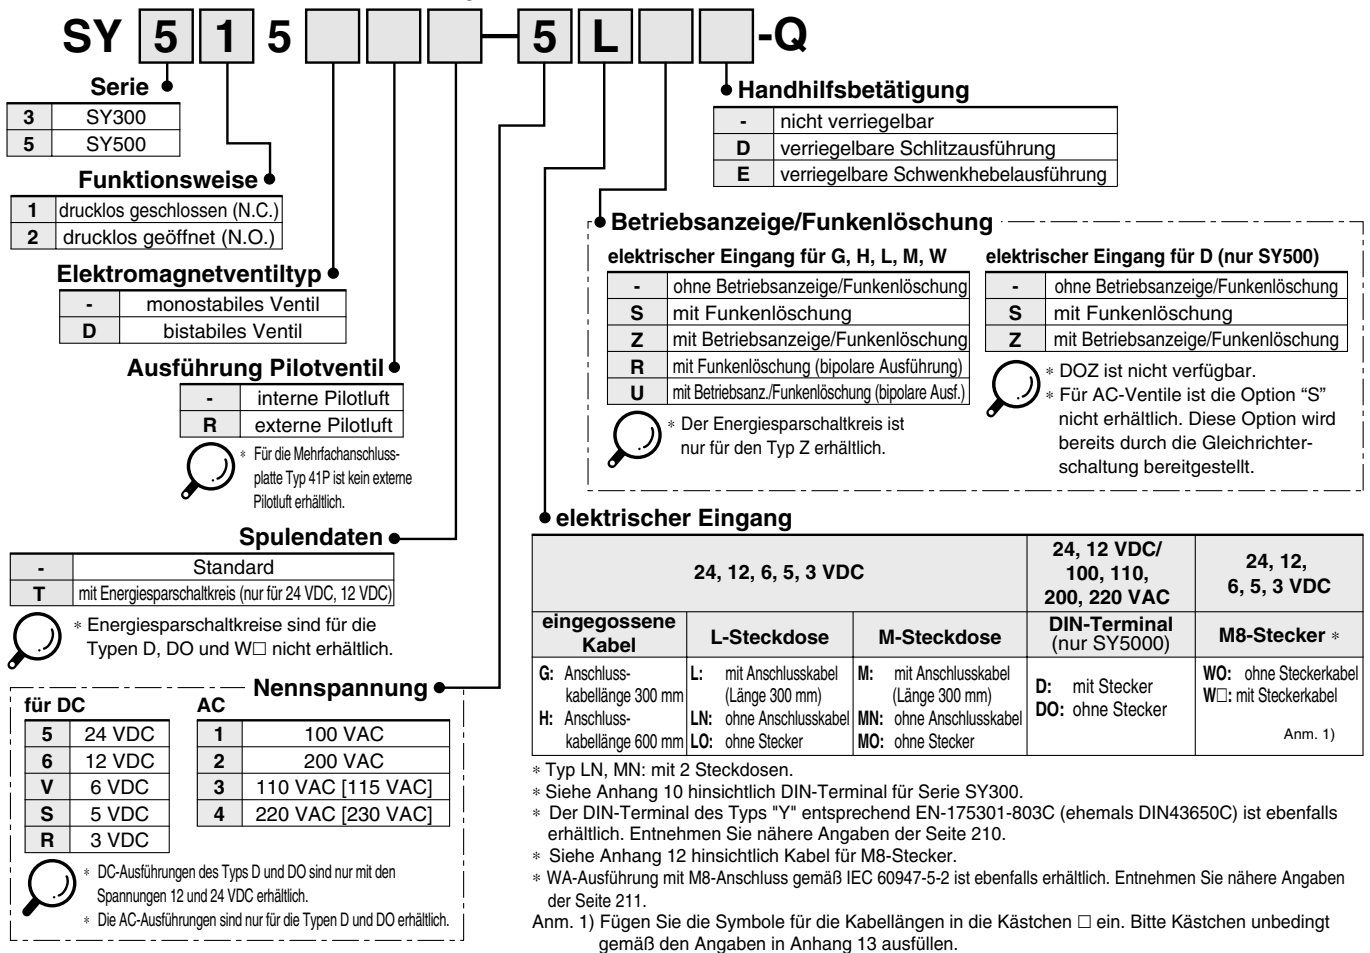 SY 5 1 5 □ □ □ – 5 L □ □ -Q
Serie
3 SY300
5 SY500
Funktionsweise
1 drucklos geschlossen (N.C.)
2 drucklos geöffnet (N.O.)
Elektromagnetventiltyp
- monostabiles Ventil
D bistabiles Ventil
Ausführung Pilotventil
- interne Pilotluft
R externe Pilotluft
* Für die Mehrfachanschluss-
platte Typ 41P ist kein externe
Pilotluft erhältlich.
Spulendaten
- Standard
T mit Energiesparschaltkreis (nur für 24 VDC, 12 VDC)
* Energiesparschaltkreise sind für die
Typen D, DO und W□ nicht erhältlich.
Nennspannung
für DC
5 24 VDC
6 12 VDC
V 6 VDC
S 5 VDC
R 3 VDC
AC
1 100 VAC
2 200 VAC
3 110 VAC [115 VAC]
4 220 VAC [230 VAC]
* DC-Ausführungen des Typs D und DO sind nur mit den
Spannungen 12 und 24 VDC erhältlich.
* Die AC-Ausführungen sind nur für die Typen D und DO erhältlich.
Handhilfsbetätigung
- nicht verriegelbar
D verriegelbare Schlitzausführung
E verriegelbare Schwenkhebelausführung
Betriebsanzeige/Funkenlöschung
elektrischer Eingang für G, H, L, M, W
- ohne Betriebsanzeige/Funkenlöschung
S mit Funkenlöschung
Z mit Betriebsanzeige/Funkenlöschung
R mit Funkenlöschung (bipolare Ausführung)
U mit Betriebsanz./Funkenlöschung (bipolare Ausf.)
* Der Energiesparschaltkreis ist
nur für den Typ Z erhältlich.
elektrischer Eingang für D (nur SY500)
- ohne Betriebsanzeige/Funkenlöschung
S mit Funkenlöschung
Z mit Betriebsanzeige/Funkenlöschung
* DOZ ist nicht verfügbar.
* Für AC-Ventile ist die Option “S”
nicht erhältlich. Diese Option wird
bereits durch die Gleichrichter-
schaltung bereitgestellt.
elektrischer Eingang
24, 12, 6, 5, 3 VDC
24, 12 VDC/
100, 110,
200, 220 VAC
24, 12,
6, 5, 3 VDC
eingegossene
Kabel
L-Steckdose
M-Steckdose
DIN-Terminal
(nur SY5000)
M8-Stecker *
G: Anschluss-
kabellänge 300 mm
H: Anschluss-
kabellänge 600 mm
L: mit Anschlusskabel
(Länge 300 mm)
LN: ohne Anschlusskabel
LO: ohne Stecker
M: mit Anschlusskabel
(Länge 300 mm)
MN: ohne Anschlusskabel
MO: ohne Stecker
D: mit Stecker
DO: ohne Stecker
WO: ohne Steckerkabel
W□: mit Steckerkabel
Anm. 1)
* Typ LN, MN: mit 2 Steckdosen.
* Siehe Anhang 10 hinsichtlich DIN-Terminal für Serie SY300.
* Der DIN-Terminal des Typs "Y" entsprechend EN-175301-803C (ehemals DIN43650C) ist ebenfalls
erhältlich. Entnehmen Sie nähere Angaben der Seite 210.
* Siehe Anhang 12 hinsichtlich Kabel für M8-Stecker.
* WA-Ausführung mit M8-Anschluss gemäß IEC 60947-5-2 ist ebenfalls erhältlich. Entnehmen Sie nähere Angaben
der Seite 211.
Anm. 1) Fügen Sie die Symbole für die Kabellängen in die Kästchen □ ein. Bitte Kästchen unbedingt
gemäß den Angaben in Anhang 13 ausfüllen.